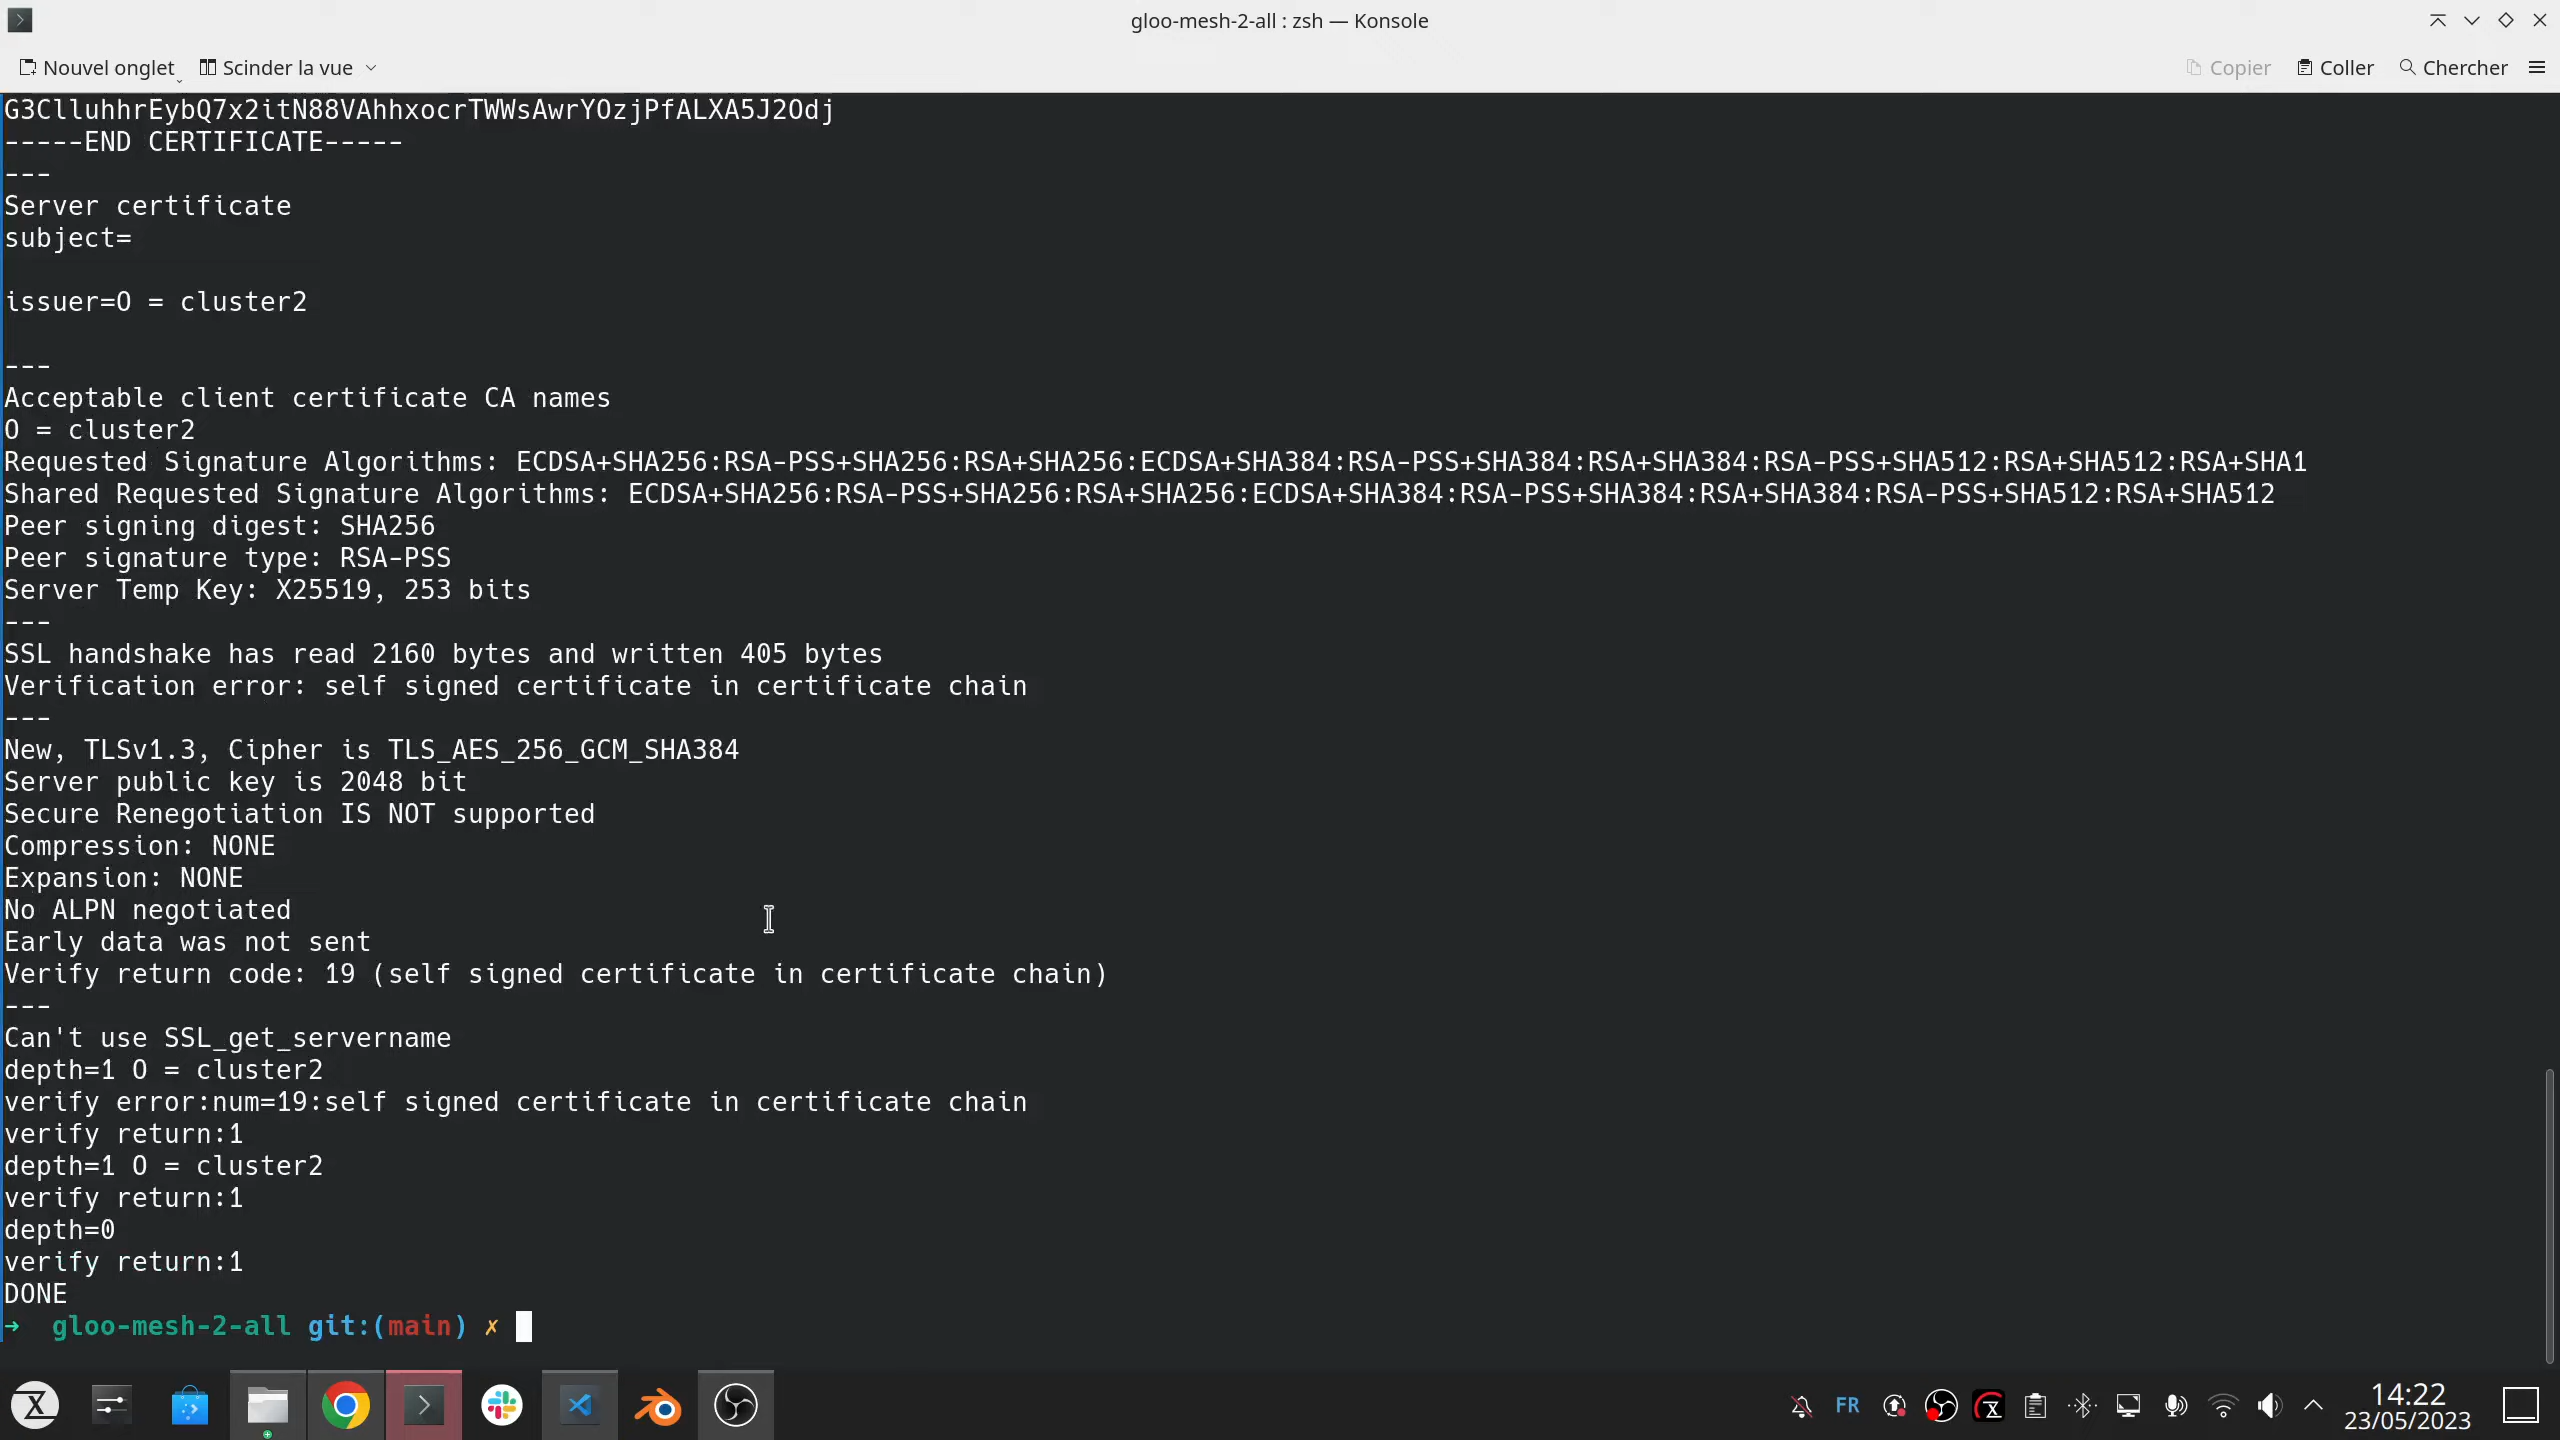 gloo-mesh-2-all : zsh — Konsole
Nouvel onglet Scinder la vue Copier Coller Chercher
G3ClluhhrEybQ7x2itN88VAhhxocrTWWsAwrYOzjPfALXA5J2Odj
-----END CERTIFICATE-----
---
Server certificate
subject=
issuer=O = cluster2
---
Acceptable client certificate CA names
O = cluster2
Requested Signature Algorithms: ECDSA+SHA256:RSA-PSS+SHA256:RSA+SHA256:ECDSA+SHA384:RSA-PSS+SHA384:RSA+SHA384:RSA-PSS+SHA512:RSA+SHA512:RSA+SHA1
Shared Requested Signature Algorithms: ECDSA+SHA256:RSA-PSS+SHA256:RSA+SHA256:ECDSA+SHA384:RSA-PSS+SHA384:RSA+SHA384:RSA-PSS+SHA512:RSA+SHA512
Peer signing digest: SHA256
Peer signature type: RSA-PSS
Server Temp Key: X25519, 253 bits
---
SSL handshake has read 2160 bytes and written 405 bytes
Verification error: self signed certificate in certificate chain
---
New, TLSv1.3, Cipher is TLS_AES_256_GCM_SHA384
Server public key is 2048 bit
Secure Renegotiation IS NOT supported
Compression: NONE
Expansion: NONE
No ALPN negotiated
Early data was not sent
Verify return code: 19 (self signed certificate in certificate chain)
---
Can't use SSL_get_servername
depth=1 O = cluster2
verify error:num=19:self signed certificate in certificate chain
verify return:1
depth=1 O = cluster2
verify return:1
depth=0
verify return:1
DONE
➜ gloo-mesh-2-all git:(main) ✗
FR 14:22
23/05/2023